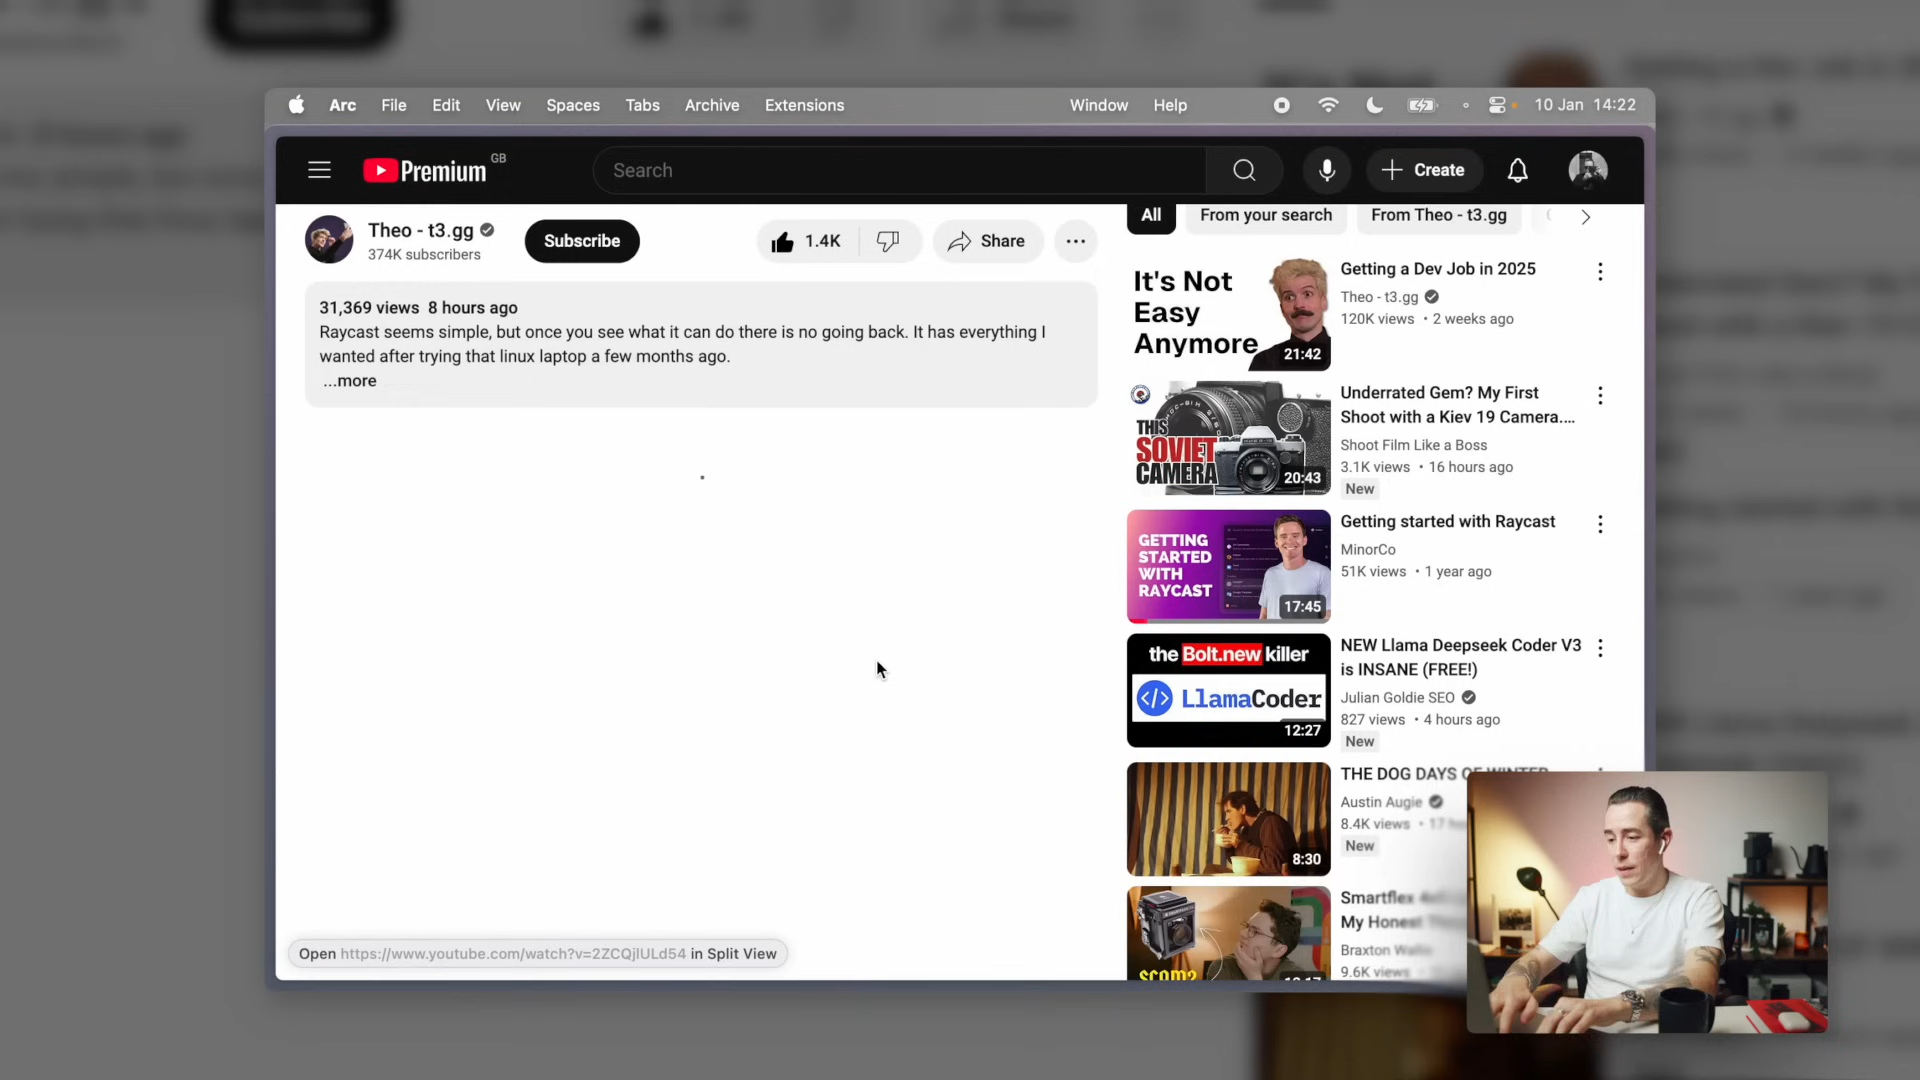 Arc File Edit View Spaces Tabs Archive Extensions Window Help 10 Jan 14:22
Premium GB
Search
Create
Theo - t3.gg
374K subscribers
Subscribe
1.4K
Share
31,369 views 8 hours ago
Raycast seems simple, but once you see what it can do there is no going back. It has everything I
wanted after trying that linux laptop a few months ago.
...more
All
From your search
From Theo - t3.gg
It's Not
Easy
Anymore
21:42
Getting a Dev Job in 2025
Theo - t3.gg
120K views • 2 weeks ago
THIS
SOVIET
CAMERA
20:43
Underrated Gem? My First
Shoot with a Kiev 19 Camera....
Shoot Film Like a Boss
3.1K views • 16 hours ago
New
GETTING
STARTED
WITH
RAYCAST
17:45
Getting started with Raycast
MinorCo
51K views • 1 year ago
the Bolt.new killer
</> LlamaCoder
12:27
NEW Llama Deepseek Coder V3
is INSANE (FREE!)
Julian Goldie SEO
827 views • 4 hours ago
New
8:30
THE DOG DAYS OF WINTER
Austin Augie
8.4K views • 17
New
SCAM?
Smartflex
My Honest
Braxton
9.6K views
Open https://www.youtube.com/watch?v=2ZCQjlULd54 in Split View